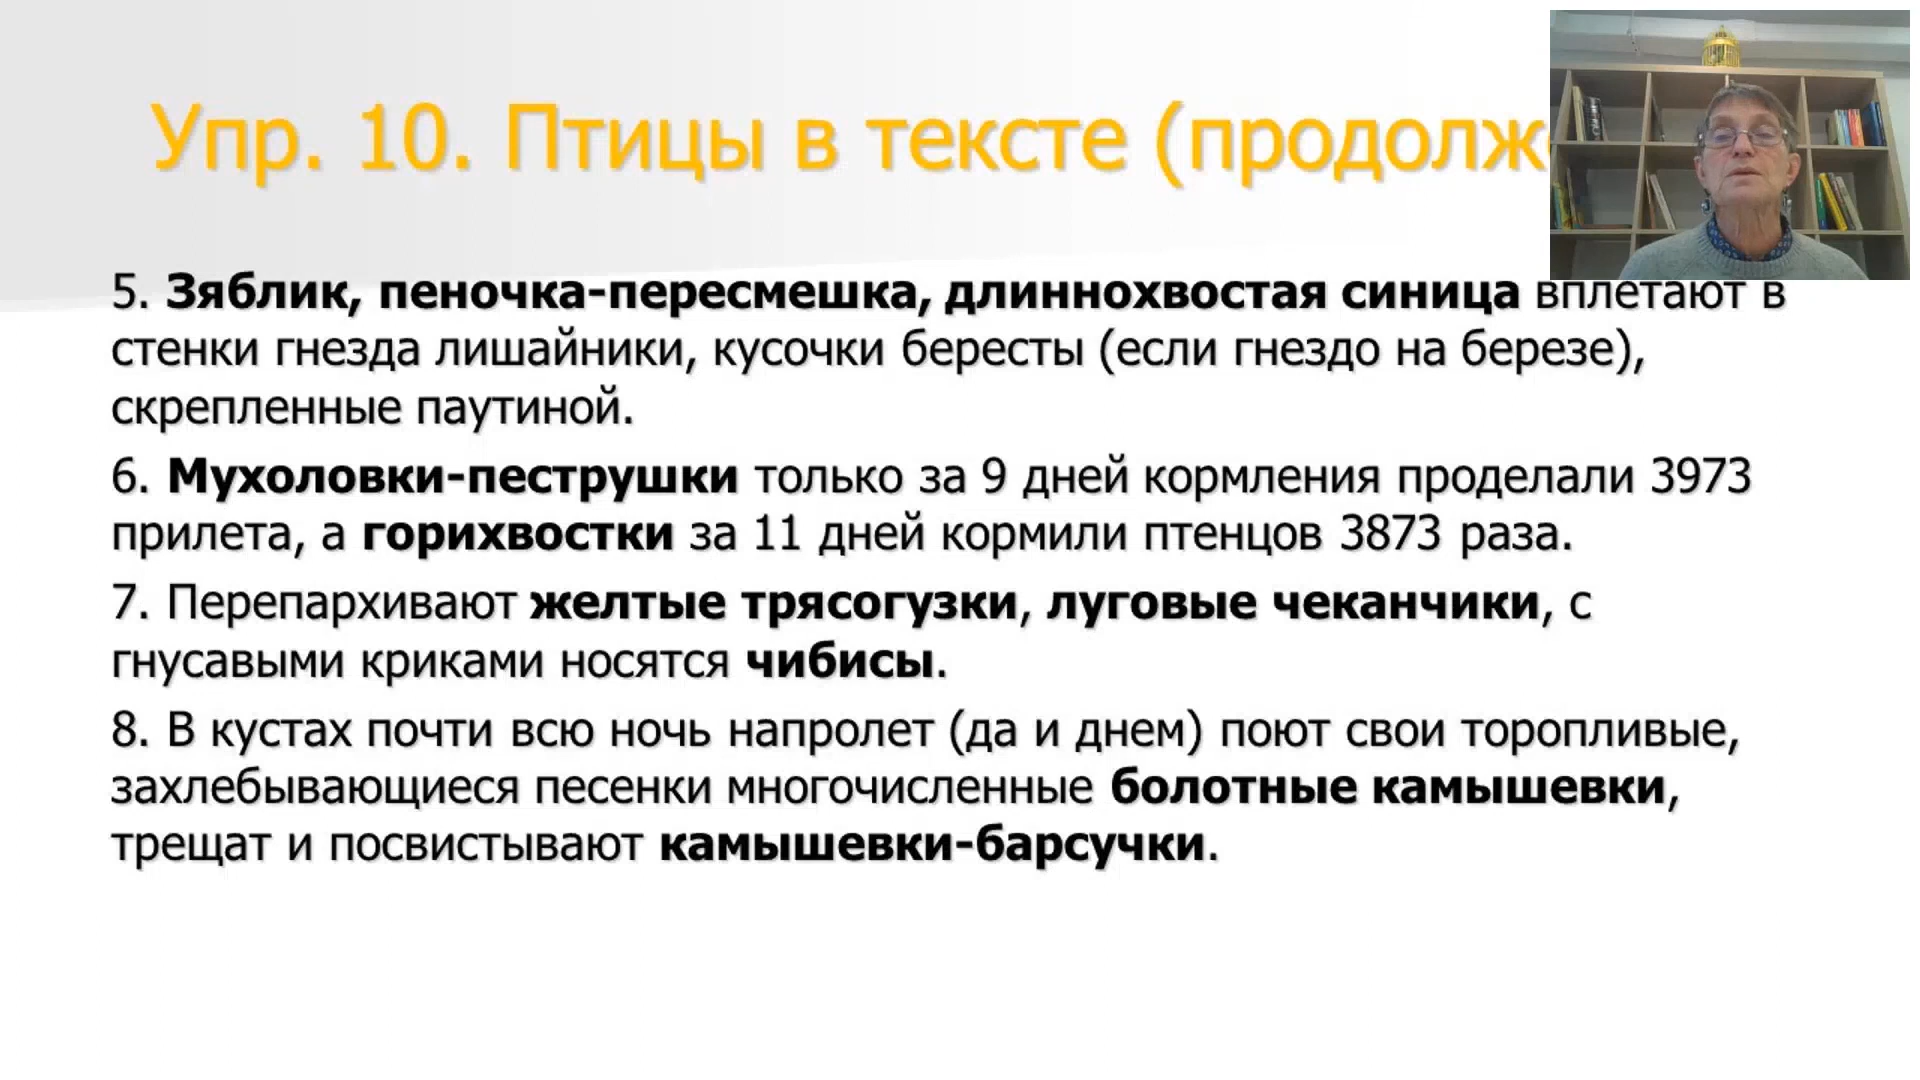 Упр. 10. Птицы в тексте (продолж
5. Зяблик, пеночка-пересмешка, длиннохвостая синица вплетают в
стенки гнезда лишайники, кусочки бересты (если гнездо на березе),
скрепленные паутиной.
6. Мухоловки-пеструшки только за 9 дней кормления проделали 3973
прилета, а горихвостки за 11 дней кормили птенцов 3873 раза.
7. Перепархивают желтые трясогузки, луговые чеканчики, с
гнусавыми криками носятся чибисы.
8. В кустах почти всю ночь напролет (да и днем) поют свои торопливые,
захлебывающиеся песенки многочисленные болотные камышевки,
трещат и посвистывают камышевки-барсучки.